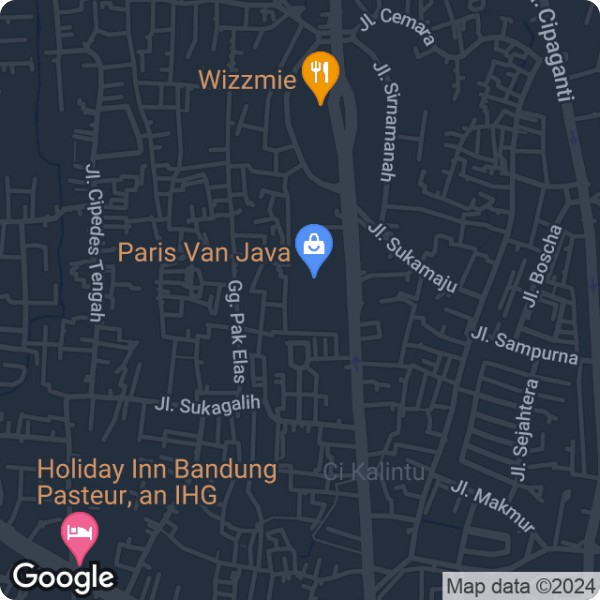 Jl. Cemara
Jl. Cipaganti
Wizzmie
Jl. Sirnamanah
Jl. Cipedes Tengah
Jl. Sukamaju
Paris Van Java
Jl. Boscha
Gg. Pak Elas
Jl. Sampurna
Jl. Sukagalih
Jl. Sejahtera
Holiday Inn Bandung
Pasteur, an IHG
Ci Kalintu
Jl. Makmur
Google
Map data ©2024